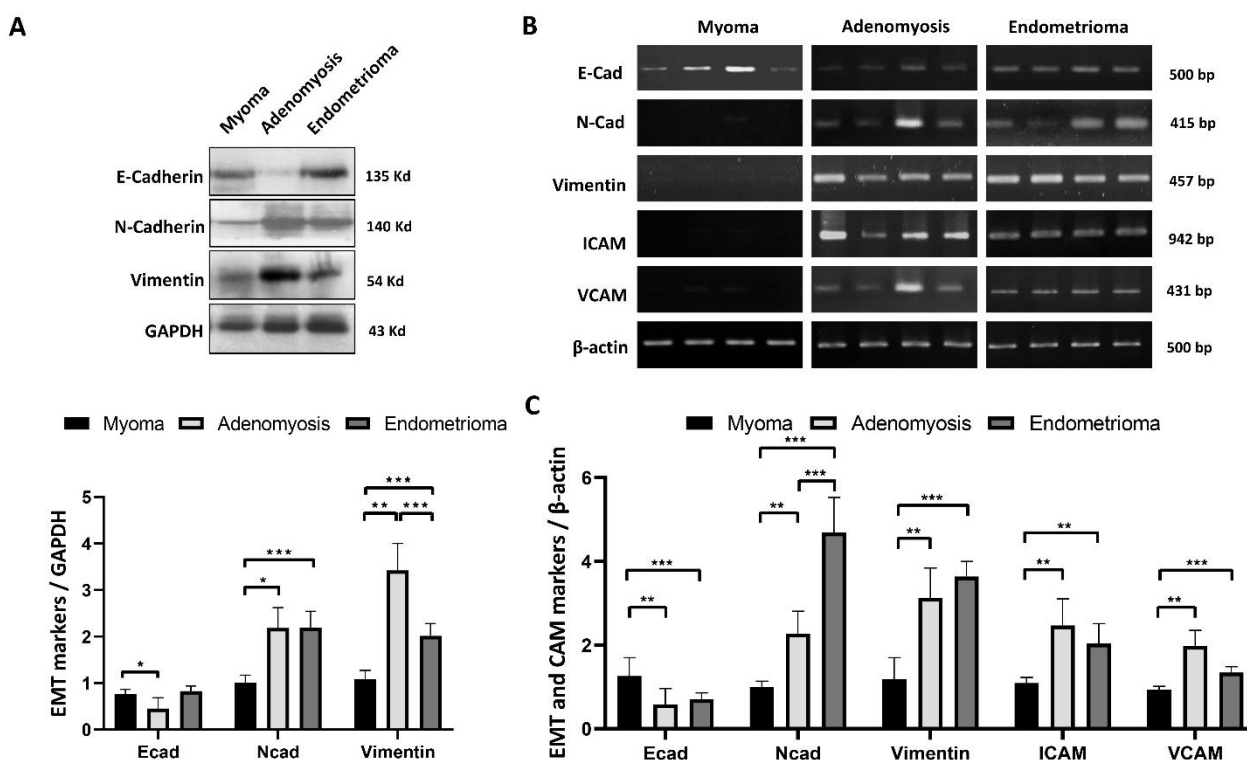 A
Myoma
Adenomyosis
Endometrioma
E-Cadherin 135 Kd
N-Cadherin 140 Kd
Vimentin 54 Kd
GAPDH 43 Kd
B
Myoma Adenomyosis Endometrioma
E-Cad 500 bp
N-Cad 415 bp
Vimentin 457 bp
ICAM 942 bp
VCAM 431 bp
β-actin 500 bp
Myoma Adenomyosis Endometrioma
EMT markers / GAPDH
5
4
3
2
1
0
*
*
***
***
** ***
Ecad Ncad Vimentin
C
Myoma Adenomyosis Endometrioma
EMT and CAM markers / β-actin
6
4
2
0
***
**
***
** ***
***
**
**
**
***
**
Ecad Ncad Vimentin ICAM VCAM